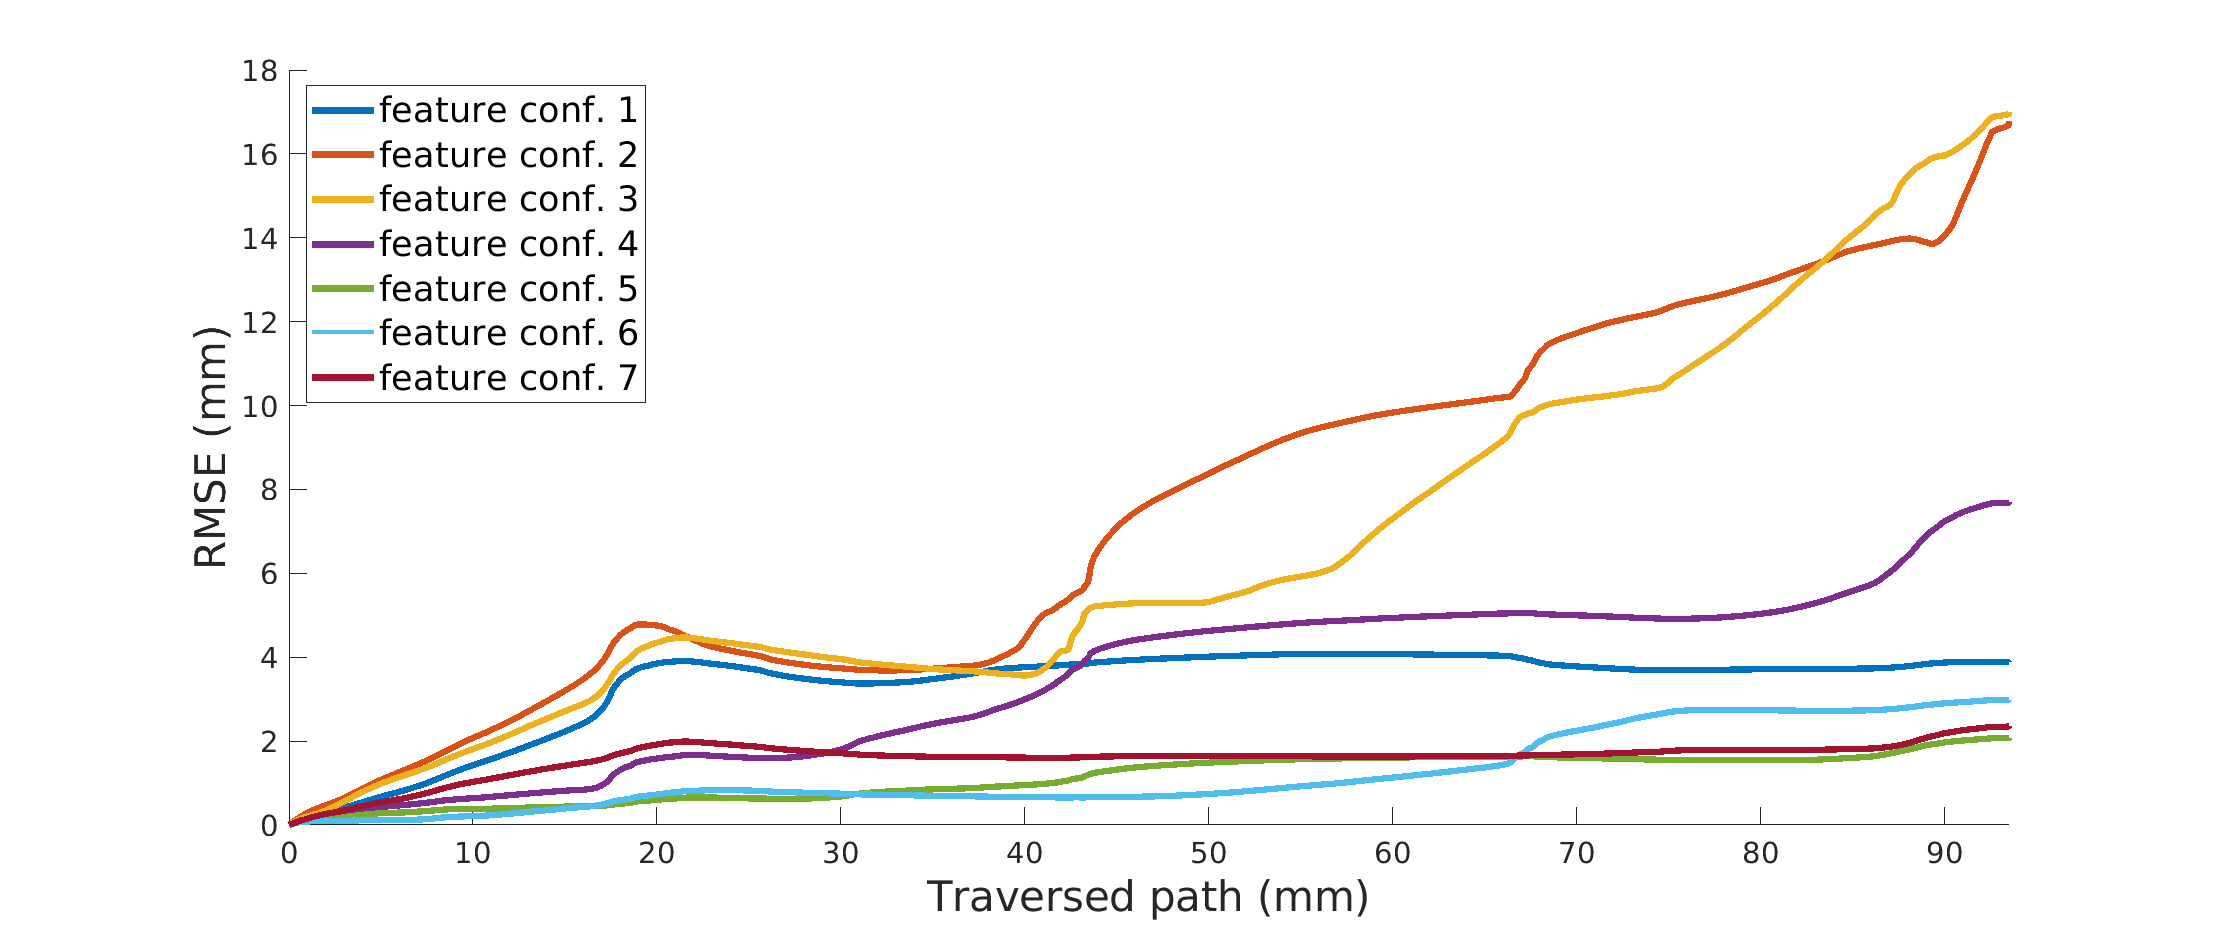 18
16
14
12
10
8
6
4
2
0
RMSE (mm)
feature conf. 1
feature conf. 2
feature conf. 3
feature conf. 4
feature conf. 5
feature conf. 6
feature conf. 7
0 10 20 30 40 50 60 70 80 90
Traversed path (mm)